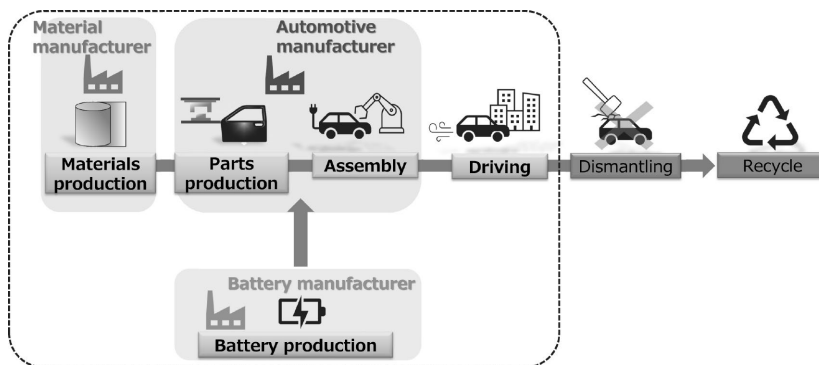 Material
manufacturer
Automotive
manufacturer
Materials
production
Parts
production
Assembly
Driving
Dismantling
Recycle
Battery manufacturer
Battery production